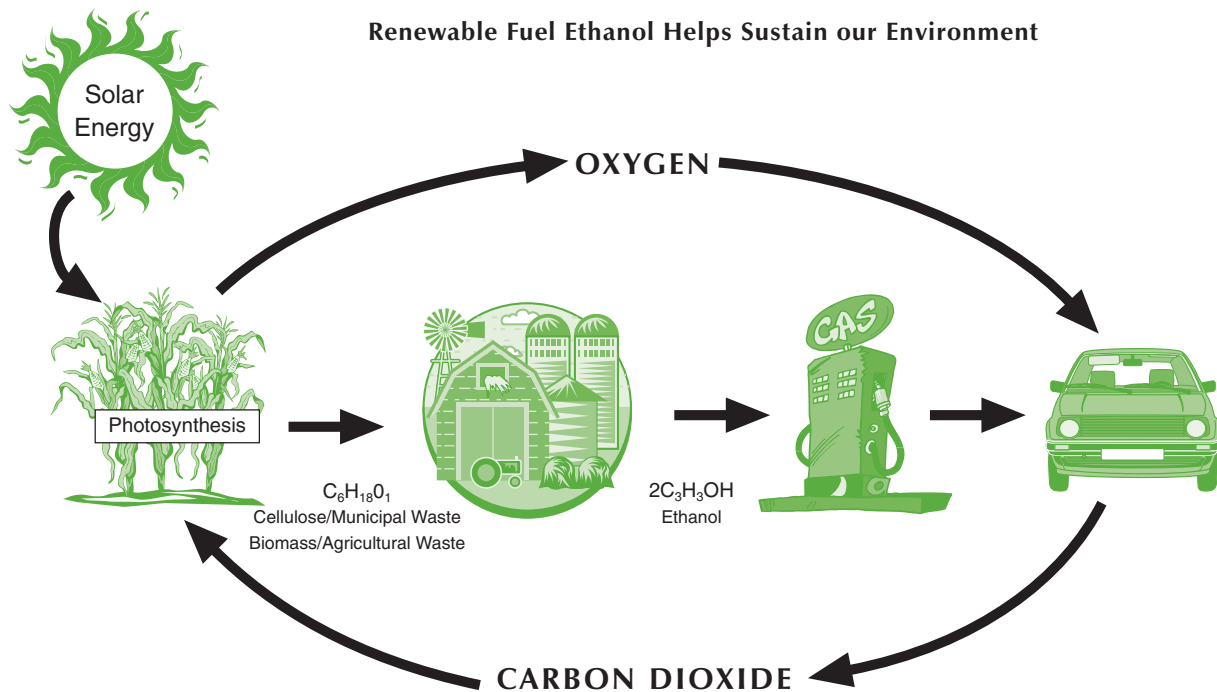 Renewable Fuel Ethanol Helps Sustain our Environment
Solar
Energy
OXYGEN
GAS
Photosynthesis
C₆H₁₈0₁
Cellulose/Municipal Waste
Biomass/Agricultural Waste
2C₃H₃OH
Ethanol
CARBON DIOXIDE